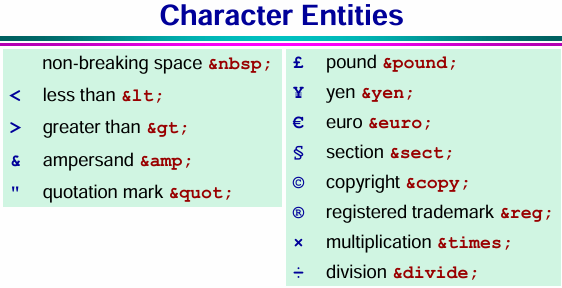 Character Entities
non-breaking space &nbsp;
< less than &lt;
> greater than &gt;
& ampersand &amp;
" quotation mark &quot;
£ pound &pound;
¥ yen &yen;
€ euro &euro;
§ section &sect;
© copyright &copy;
® registered trademark &reg;
× multiplication &times;
÷ division &divide;